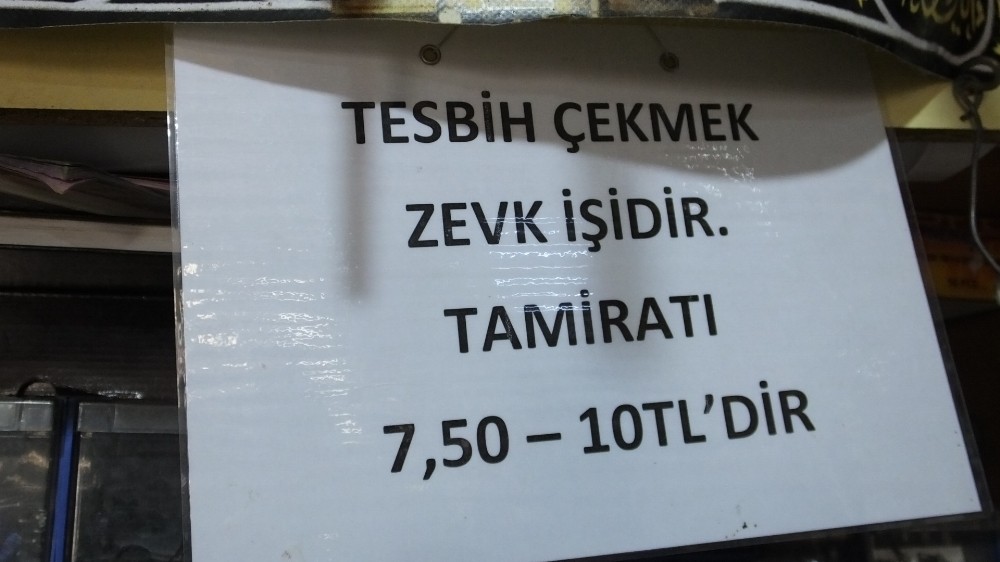 TESBİH ÇEKMEK
ZEVK İŞİDİR.
TAMİRATI
7,50 – 10TL’DİR